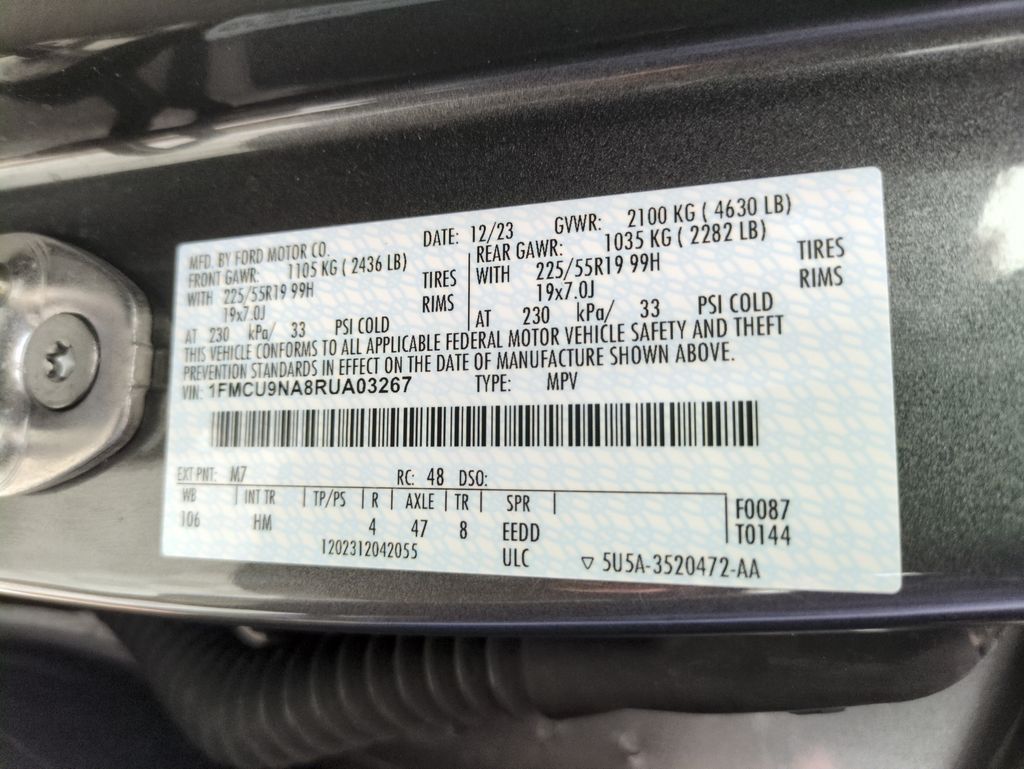 MFD. BY FORD MOTOR CO.
DATE: 12/23 GVWR: 2100 KG ( 4630 LB)
FRONT GAWR: 1105 KG ( 2436 LB)
WITH 225/55R19 99H TIRES
19x7.0J RIMS
AT 230 kPa/ 33 PSI COLD
REAR GAWR: 1035 KG ( 2282 LB)
WITH 225/55R19 99H TIRES
19x7.0J RIMS
AT 230 kPa/ 33 PSI COLD
THIS VEHICLE CONFORMS TO ALL APPLICABLE FEDERAL MOTOR VEHICLE SAFETY AND THEFT
PREVENTION STANDARDS IN EFFECT ON THE DATE OF MANUFACTURE SHOWN ABOVE.
VIN: 1FMCU9NA8RUA03267 TYPE: MPV
EXT PNT: M7 RC: 48 DSO:
WB INT TR TP/PS R AXLE TR SPR
106 HM 4 47 8 EEDD
F0087
T0144
1202312042055 ULC ▽ 5U5A-3520472-AA